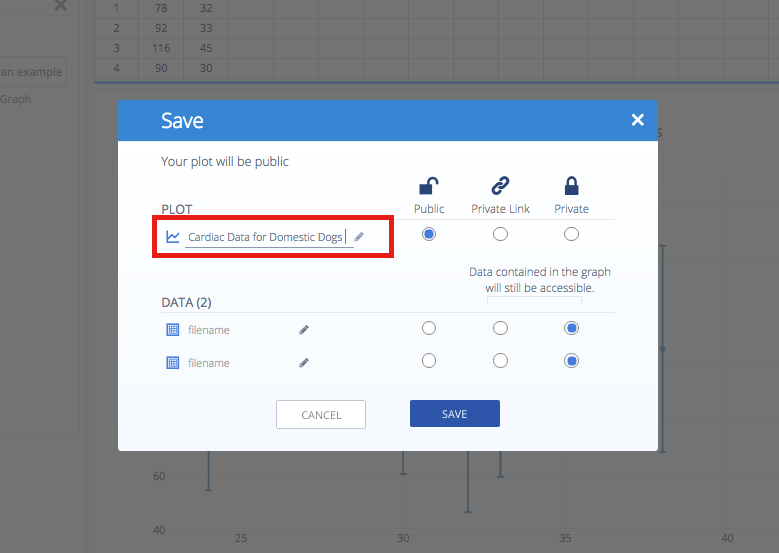 1 78 32
2 92 33
3 116 45
4 90 30
an example
Graph
s
Save
Your plot will be public
PLOT
Public Private Link Private
Cardiac Data for Domestic Dogs
Data contained in the graph
will still be accessible.
DATA (2)
filename
filename
CANCEL SAVE
60
40
25 30 35 40